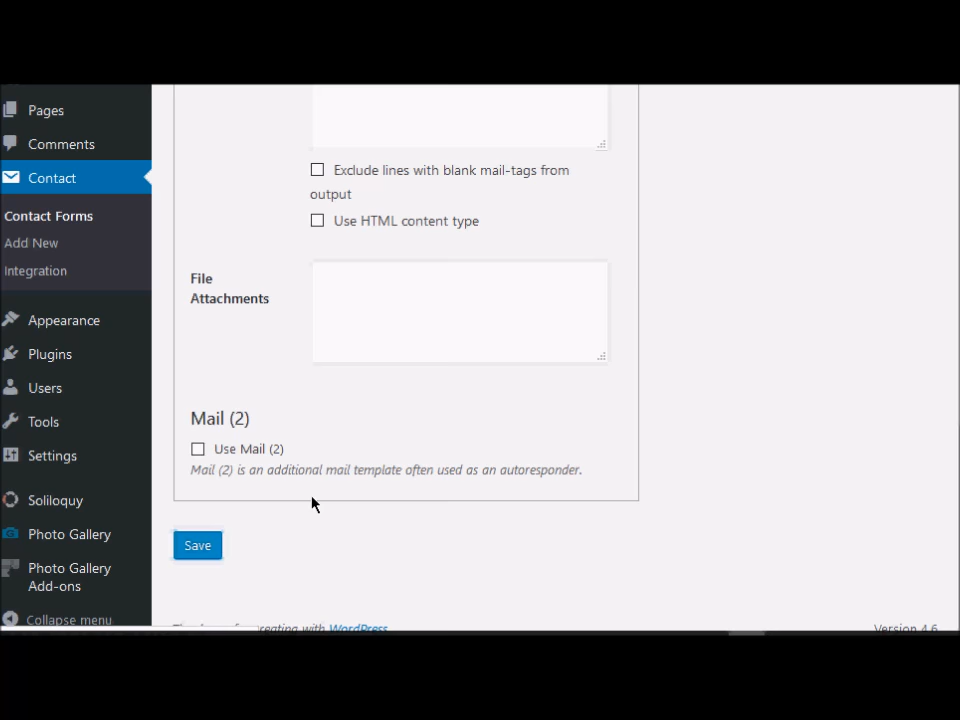 Pages
Comments
Contact
Contact Forms
Add New
Integration
Appearance
Plugins
Users
Tools
Settings
Soliloquy
Photo Gallery
Photo Gallery
Add-ons
Collapse menu
Exclude lines with blank mail-tags from
output
Use HTML content type
File
Attachments
Mail (2)
Use Mail (2)
Mail (2) is an additional mail template often used as an autoresponder.
Save
creating with WordPress
Version 4.6